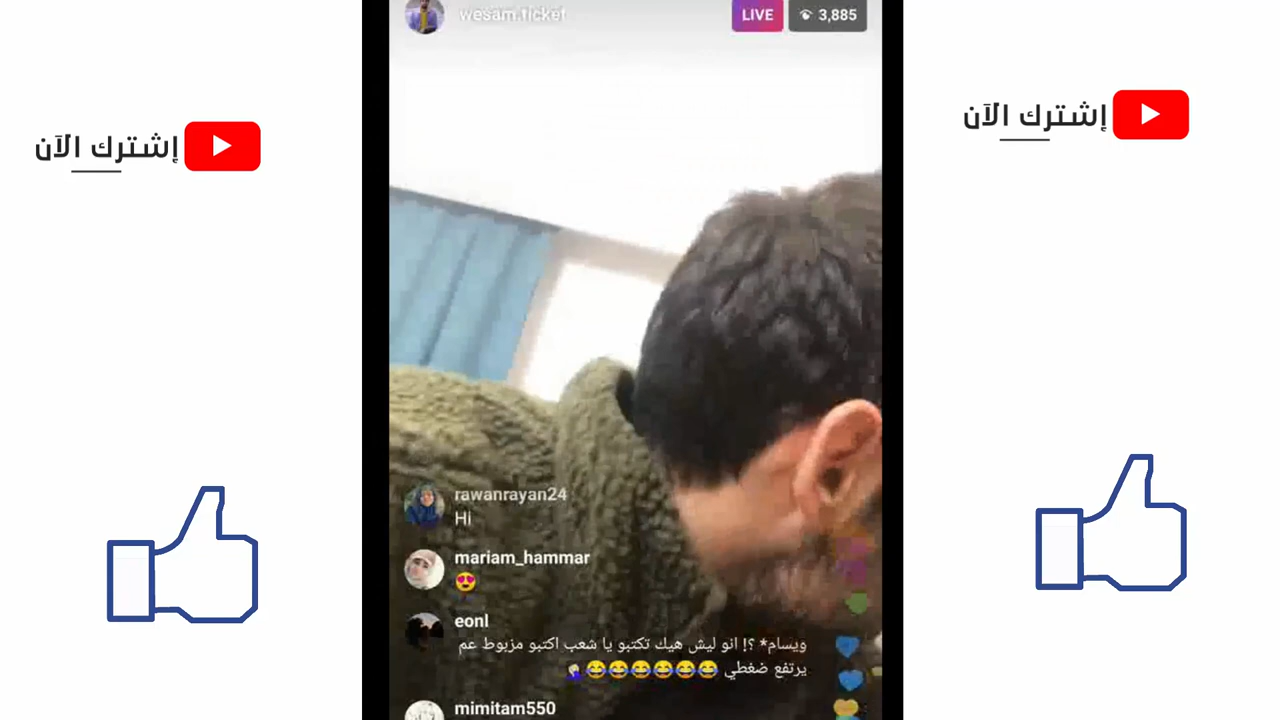 wesam.ticket
LIVE
3,885
إشترك الآن
إشترك الآن
rawanrayan24
Hi
mariam_hammar
😍
eonl
ويسام* ؟! انو ليش هيك تكتبو يا شعب اكتبو مزبوط عم
يرتفع ضغطي 😂😂😂😂😂😂🤦🏻‍♀️
mimitam550